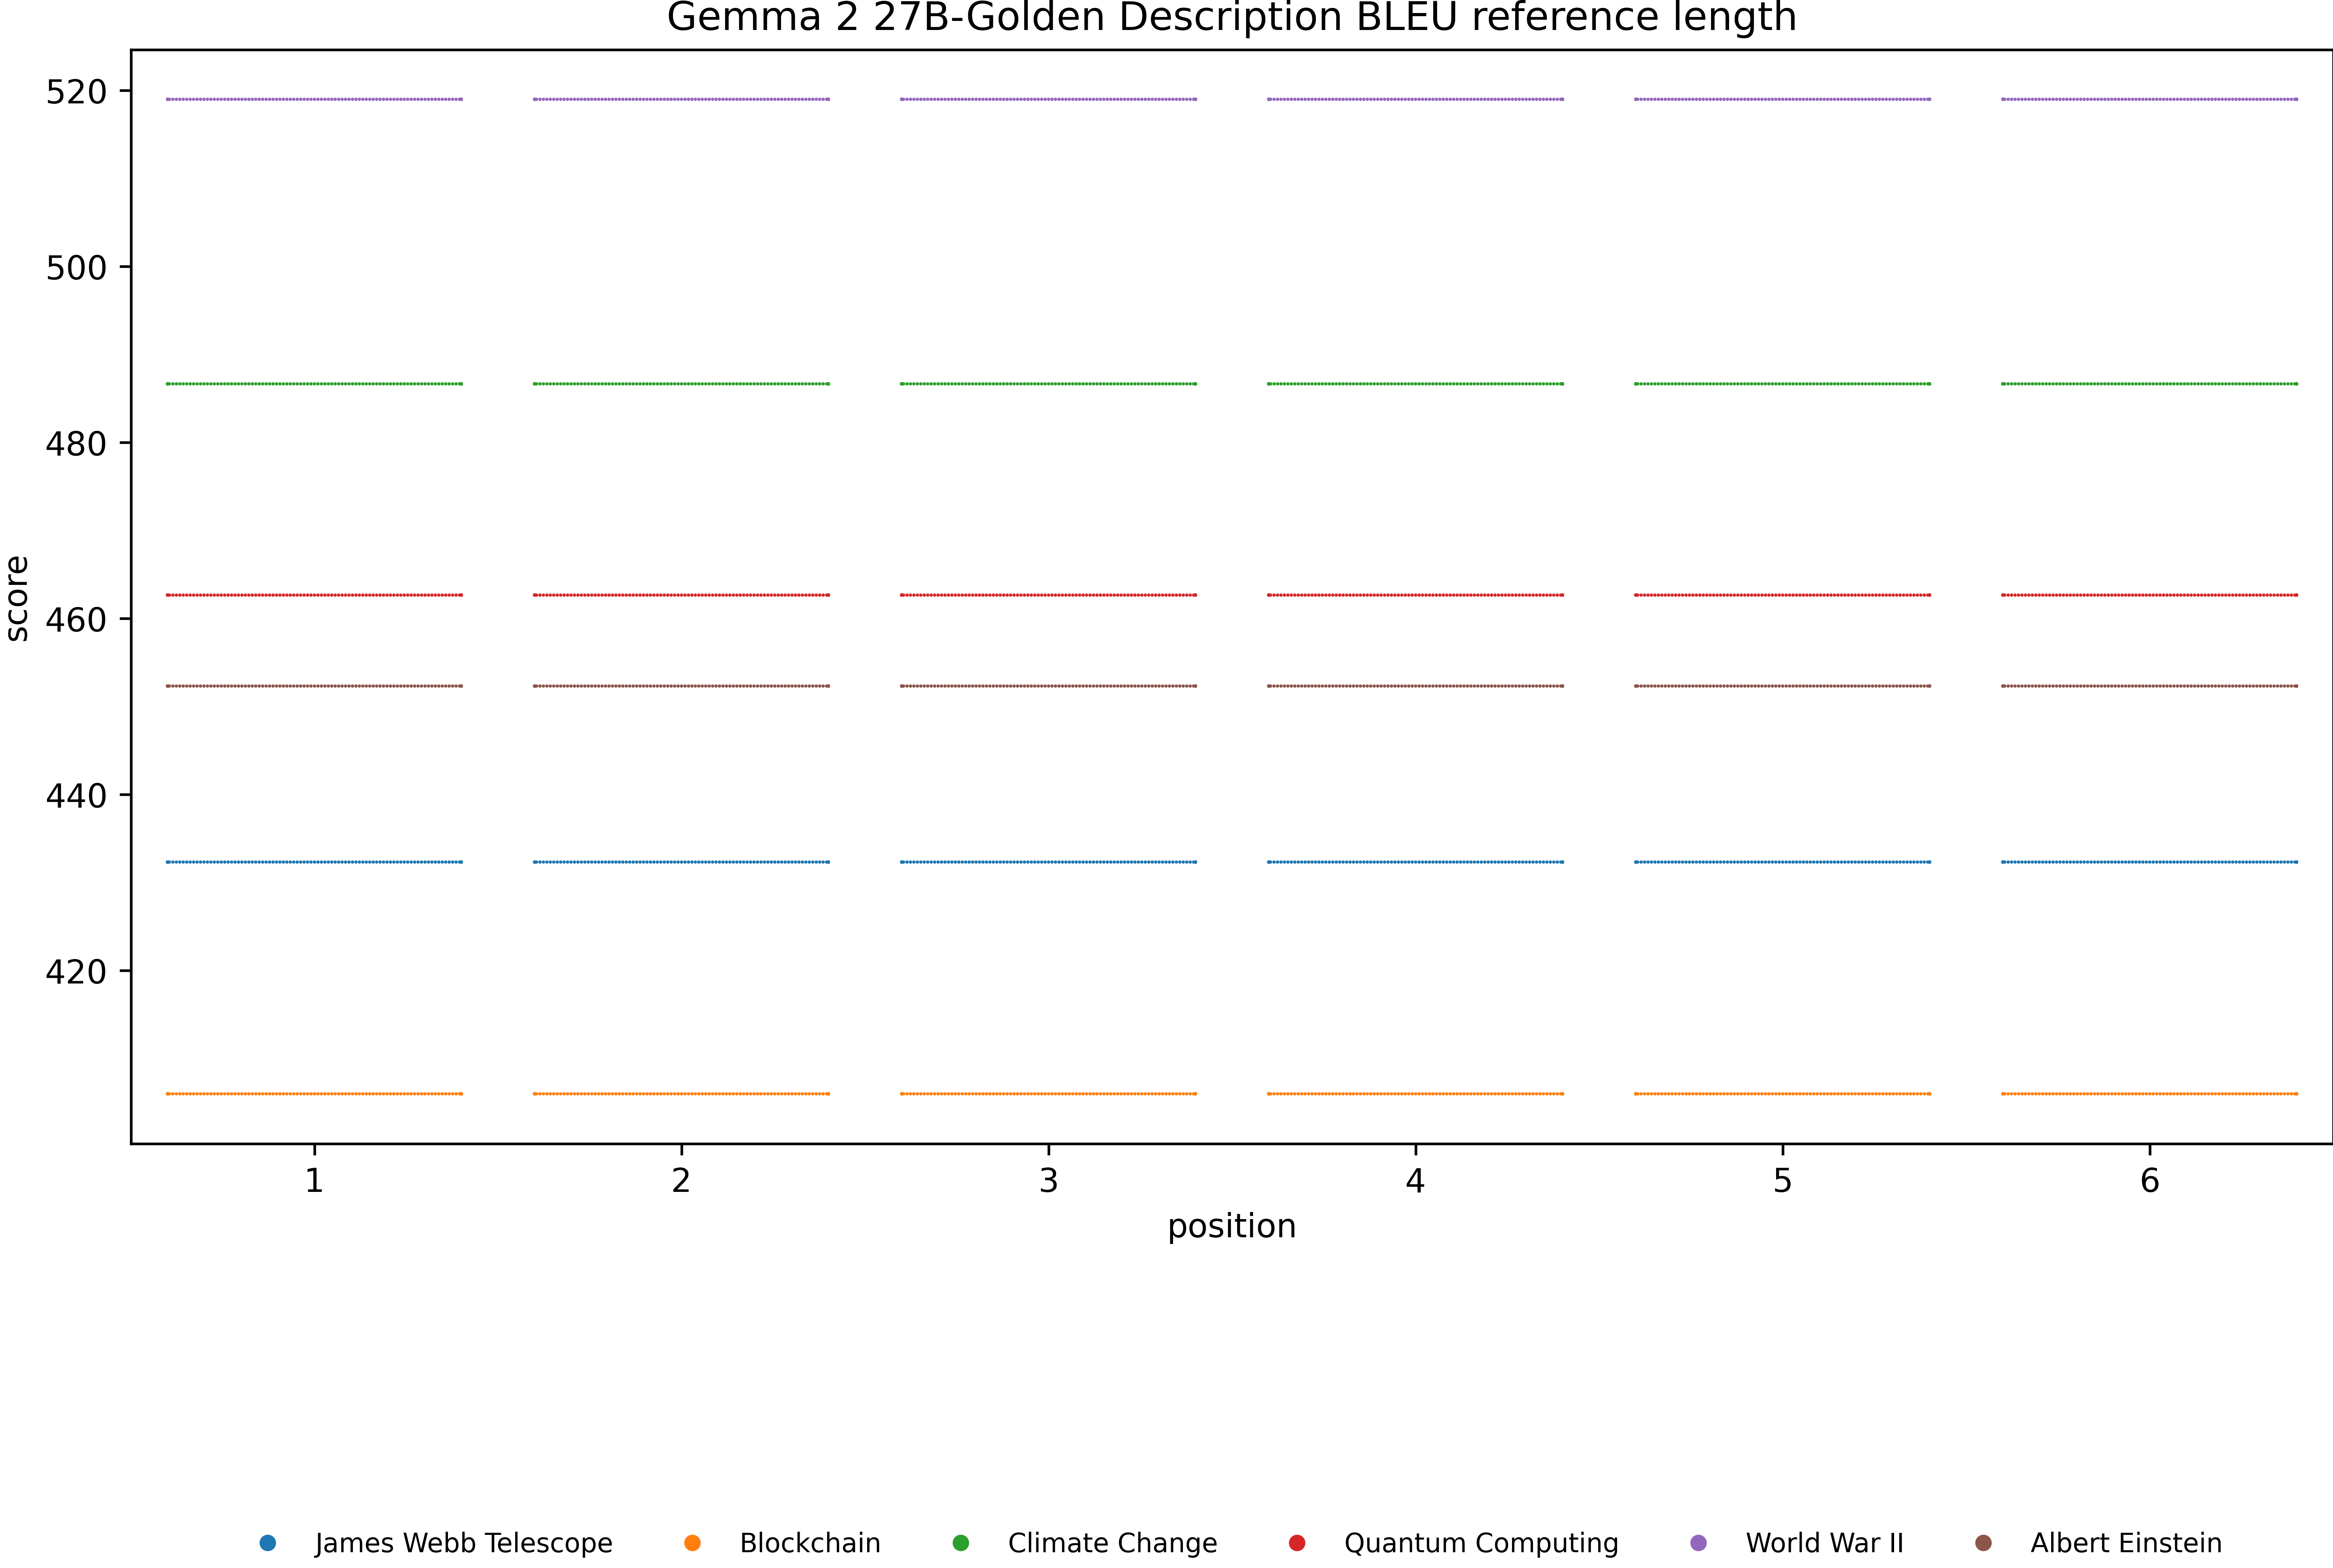 Gemma 2 27B-Golden Description BLEU reference length
520
500
480
460
440
420
score
1 2 3 4 5 6
position
James Webb Telescope Blockchain Climate Change Quantum Computing World War II Albert Einstein